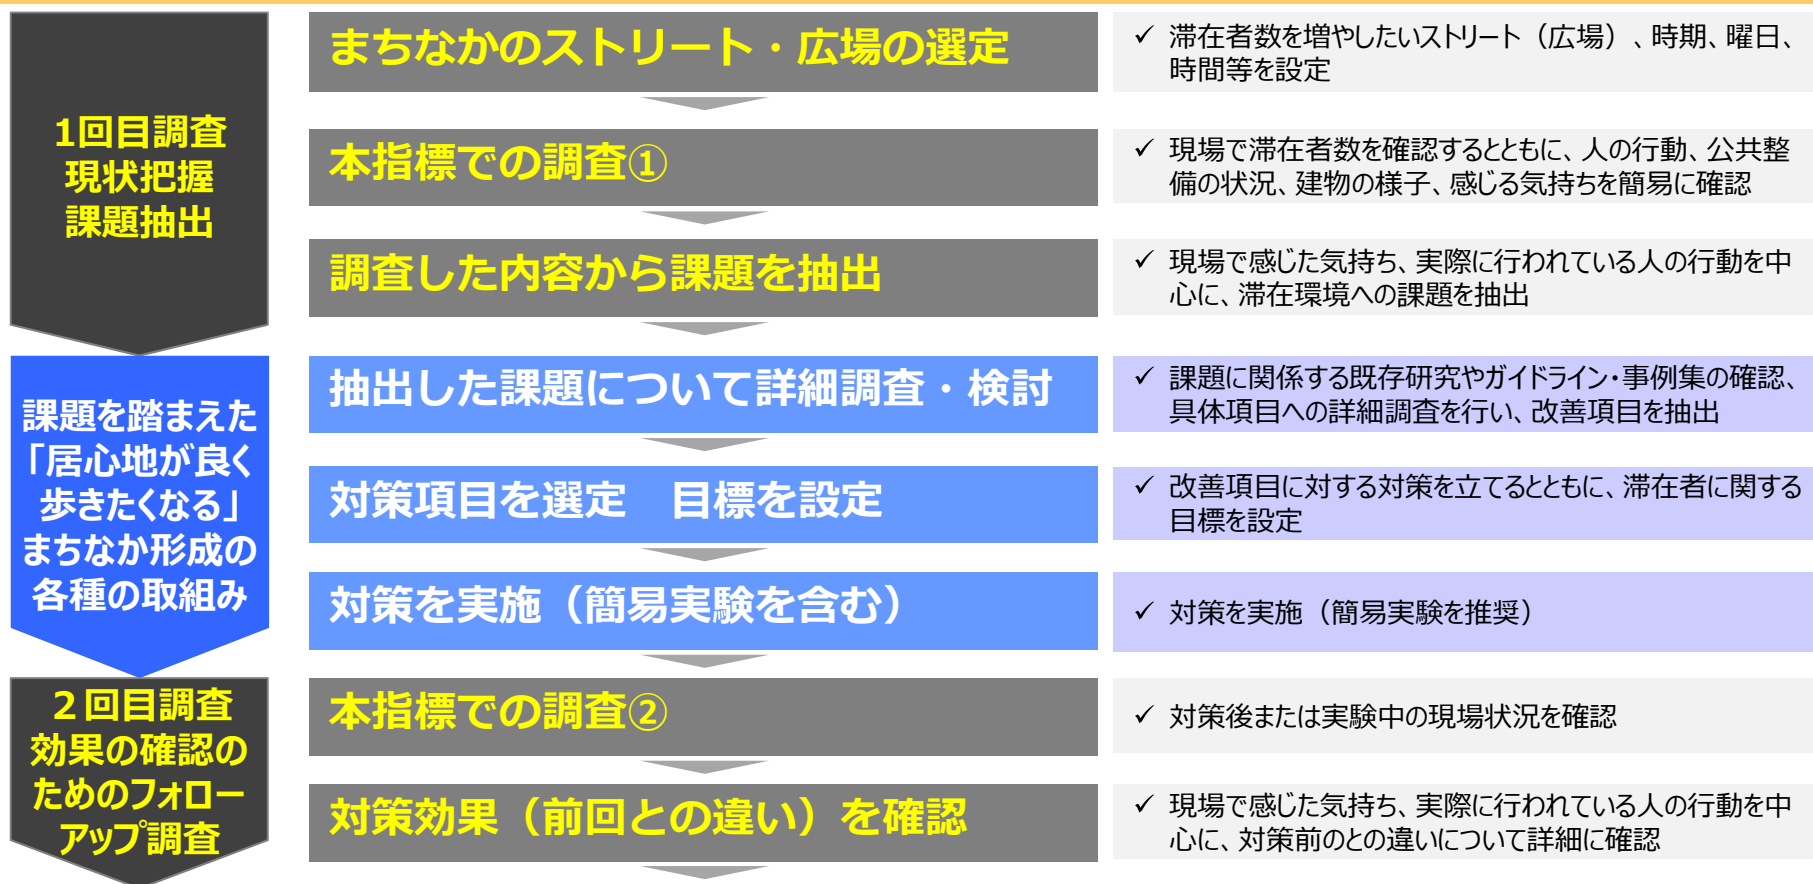 1回目調査
現状把握
課題抽出
まちなかのストリート・広場の選定
✓ 滞在者数を増やしたいストリート（広場）、時期、曜日、
時間等を設定
本指標での調査①
✓ 現場で滞在者数を確認するとともに、人の行動、公共整
備の状況、建物の様子、感じる気持ちを簡易に確認
調査した内容から課題を抽出
✓ 現場で感じた気持ち、実際に行われている人の行動を中
心に、滞在環境への課題を抽出
課題を踏まえた
「居心地が良く
歩きたくなる」
まちなか形成の
各種の取組み
抽出した課題について詳細調査・検討
✓ 課題に関係する既存研究やガイドライン・事例集の確認、
具体項目への詳細調査を行い、改善項目を抽出
対策項目を選定　目標を設定
✓ 改善項目に対する対策を立てるとともに、滞在者に関する
目標を設定
対策を実施（簡易実験を含む）
✓ 対策を実施（簡易実験を推奨）
２回目調査
効果の確認の
ためのフォロー
アップ調査
本指標での調査②
✓ 対策後または実験中の現場状況を確認
対策効果（前回との違い）を確認
✓ 現場で感じた気持ち、実際に行われている人の行動を中
心に、対策前のとの違いについて詳細に確認